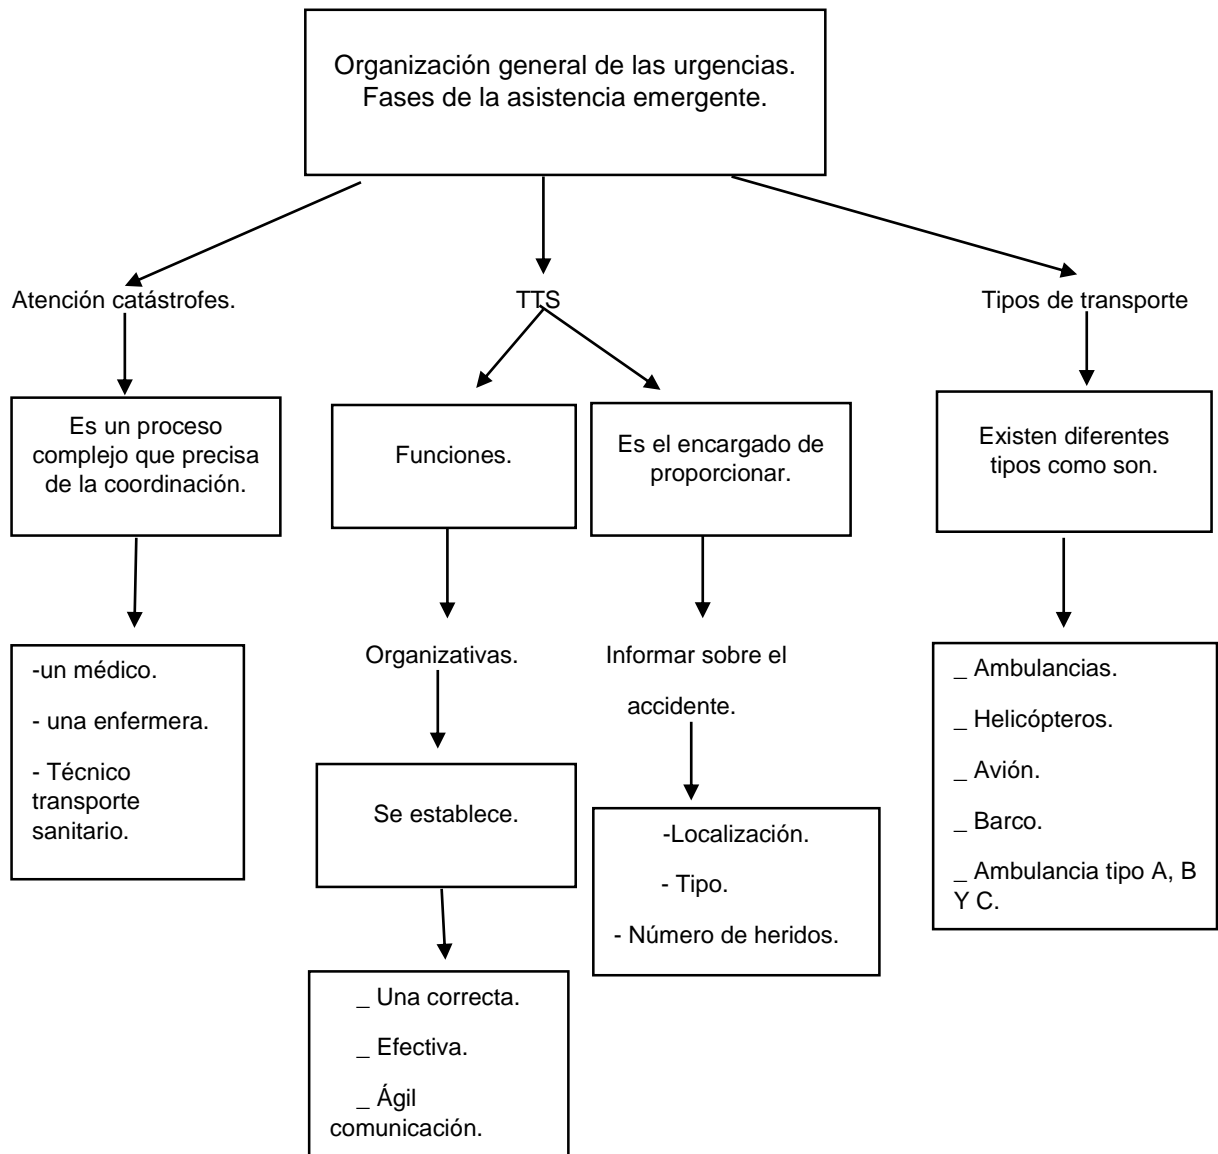 Organización general de las urgencias.
Fases de la asistencia emergente.
Atención catástrofes.
TTS
Tipos de transporte
Es un proceso
complejo que precisa
de la coordinación.
Funciones.
Es el encargado de
proporcionar.
Existen diferentes
tipos como son.
-un médico.
- una enfermera.
- Técnico
transporte
sanitario.
Organizativas.
Informar sobre el
accidente.
_ Ambulancias.
_ Helicópteros.
_ Avión.
_ Barco.
_ Ambulancia tipo A, B
Y C.
Se establece.
-Localización.
- Tipo.
- Número de heridos.
_ Una correcta.
_ Efectiva.
_ Ágil
comunicación.